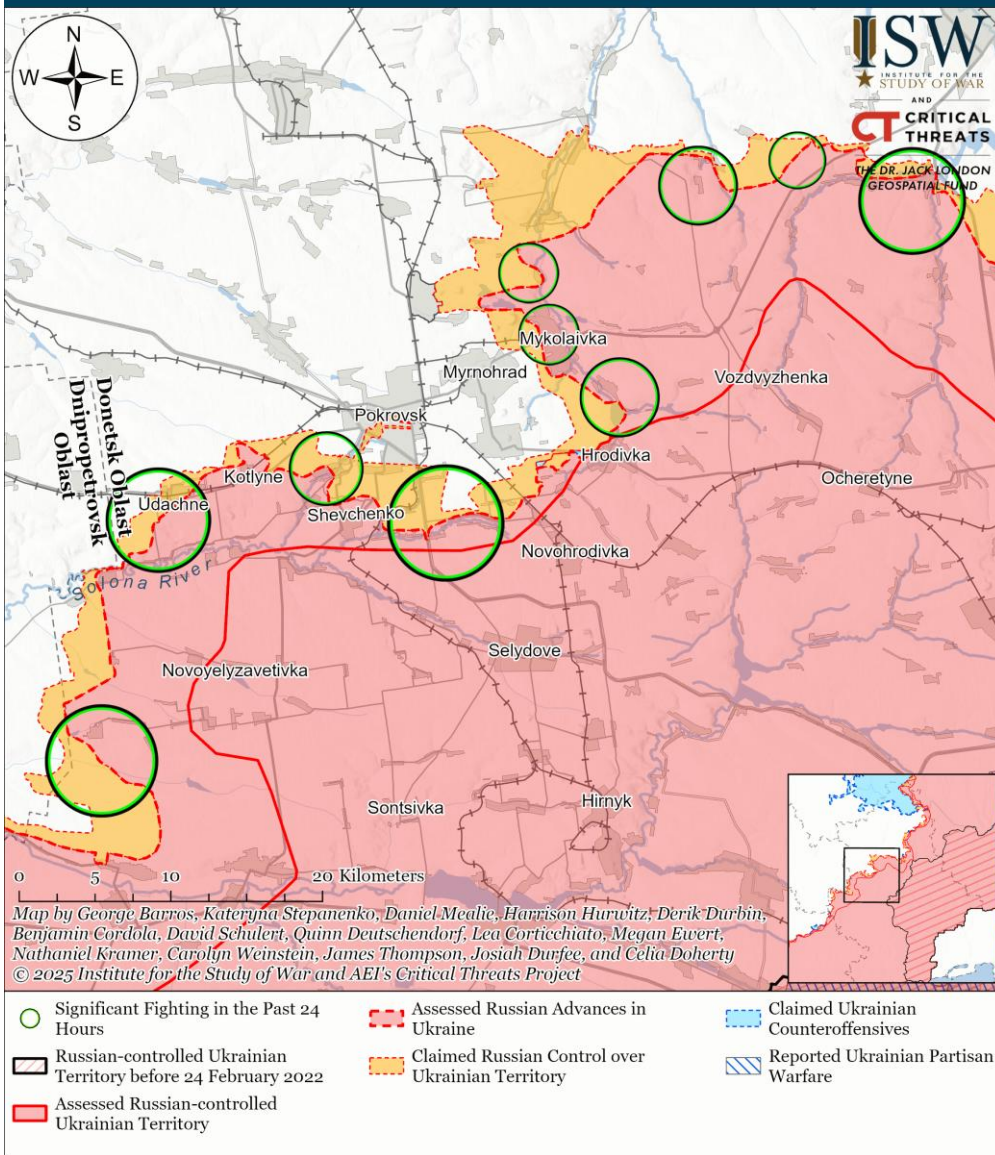 N
W E
S
ISW
INSTITUTE FOR THE
STUDY OF WAR
AND
CT CRITICAL
THREATS
THE DR. JACK LONDON
GEOSPATIAL FUND
Mykolaivka
Myrnohrad
Vozdvyzhenka
Pokrovsk
Donetsk Oblast
Dnipropetrovsk
Oblast
Hrodivka
Kotlyne
Ocheretyne
Udachne
Shevchenko
Novohrodivka
Solona River
Selydove
Novoyelyzavetivka
Sontsivka
Hirnyk
0 5 10 20 Kilometers
Map by George Barros, Kateryna Stepanenko, Daniel Mealie, Harrison Hurwitz, Derik Durbin,
Benjamin Cordola, David Schulert, Quinn Deutschendorf, Lea Corticchiato, Megan Ewert,
Nathaniel Kramer, Carolyn Weinstein, James Thompson, Josiah Durfee, and Celia Doherty
© 2025 Institute for the Study of War and AEI's Critical Threats Project
Significant Fighting in the Past 24
Hours
Russian-controlled Ukrainian
Territory before 24 February 2022
Assessed Russian-controlled
Ukrainian Territory
Assessed Russian Advances in
Ukraine
Claimed Russian Control over
Ukrainian Territory
Claimed Ukrainian
Counteroffensives
Reported Ukrainian Partisan
Warfare